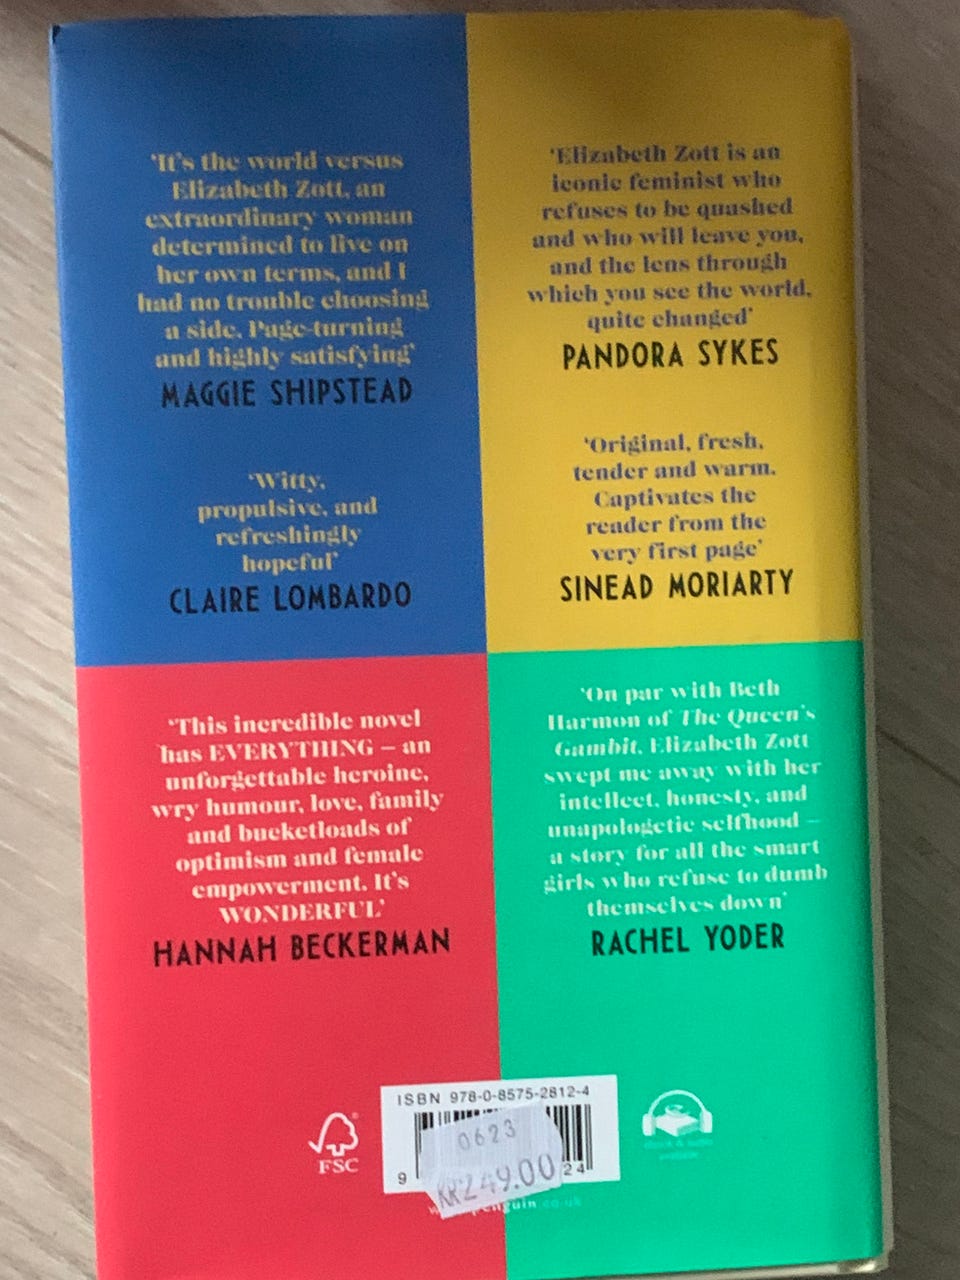 ‘It’s the world versus
Elizabeth Zott, an
extraordinary woman
determined to live on
her own terms, and I
had no trouble choosing
a side. Page-turning
and highly satisfying’
MAGGIE SHIPSTEAD
‘Witty,
propulsive, and
refreshingly
hopeful’
CLAIRE LOMBARDO
‘Elizabeth Zott is an
iconic feminist who
refuses to be quashed
and who will leave you,
and the lens through
which you see the world,
quite changed’
PANDORA SYKES
‘Original, fresh,
tender and warm.
Captivates the
reader from the
very first page’
SINEAD MORIARTY
‘This incredible novel
has EVERYTHING – an
unforgettable heroine,
wry humour, love, family
and bucketloads of
optimism and female
empowerment. It’s
WONDERFUL’
HANNAH BECKERMAN
‘On par with Beth
Harmon of The Queen’s
Gambit, Elizabeth Zott
swept me away with her
intellect, honesty, and
unapologetic selfhood –
a story for all the smart
girls who refuse to dumb
themselves down’
RACHEL YODER
ISBN 978-0-8575-2812-4
0623
KR249.00
9
24
FSC
penguin.co.uk
available